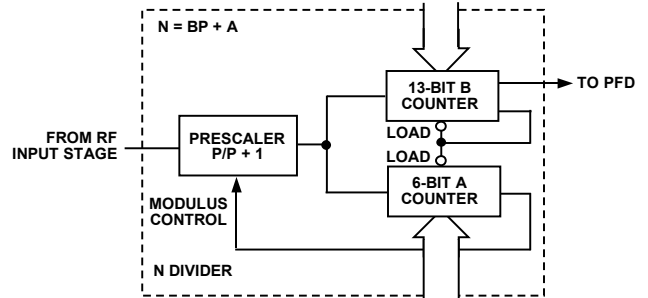 N = BP + A
13-BIT B
COUNTER
TO PFD
LOAD
FROM RF
INPUT STAGE
PRESCALER
P/P + 1
LOAD
6-BIT A
COUNTER
MODULUS
CONTROL
N DIVIDER